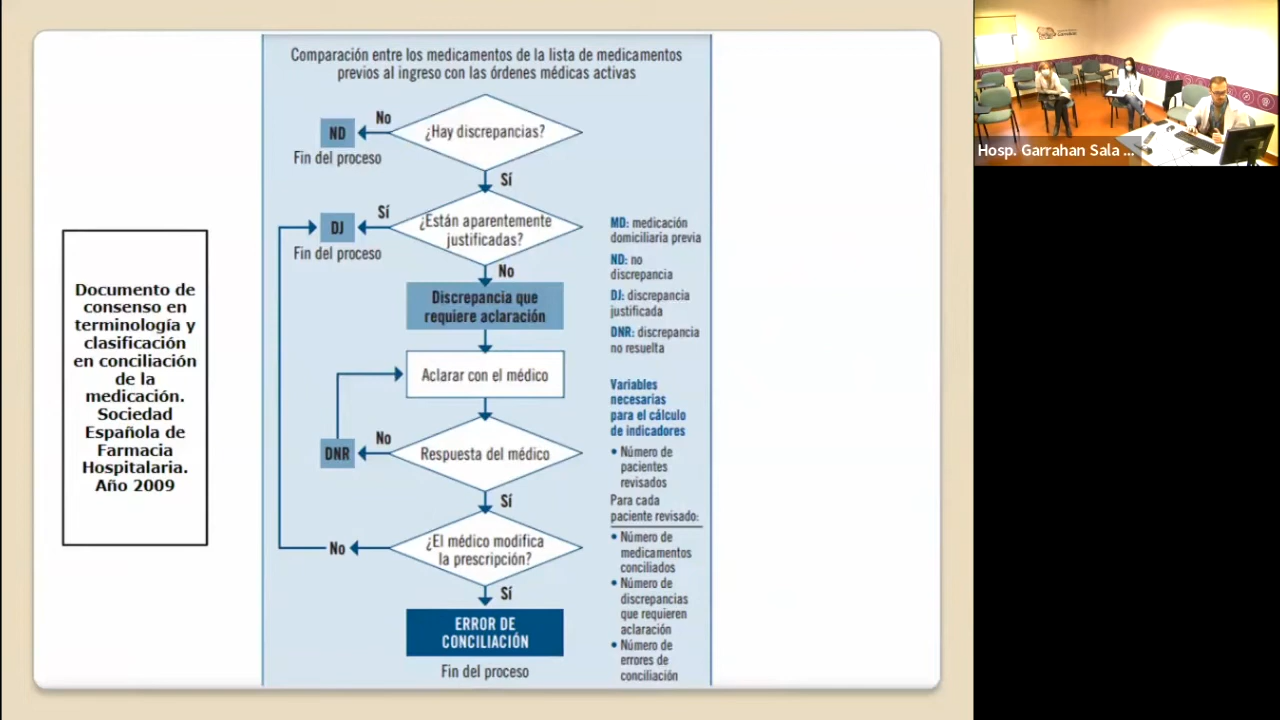 Comparación entre los medicamentos de la lista de medicamentos
previos al ingreso con las órdenes médicas activas
¿Hay discrepancias?
No
ND
Fin del proceso
Sí
¿Están aparentemente
justificadas?
Sí
DJ
Fin del proceso
No
Discrepancia que
requiere aclaración
Aclarar con el médico
Respuesta del médico
No
DNR
Sí
¿El médico modifica
la prescripción?
No
Sí
ERROR DE
CONCILIACIÓN
Fin del proceso
MD: medicación
domiciliaria previa
ND: no
discrepancia
DJ: discrepancia
justificada
DNR: discrepancia
no resuelta
Variables
necesarias
para el cálculo
de indicadores
• Número de
pacientes
revisados
Para cada
paciente revisado:
• Número de
medicamentos
conciliados
• Número de
discrepancias
que requieren
aclaración
• Número de
errores de
conciliación
Documento de
consenso en
terminología y
clasificación
en conciliación
de la
medicación.
Sociedad
Española de
Farmacia
Hospitalaria.
Año 2009
Hosp. Garrahan Sala ...